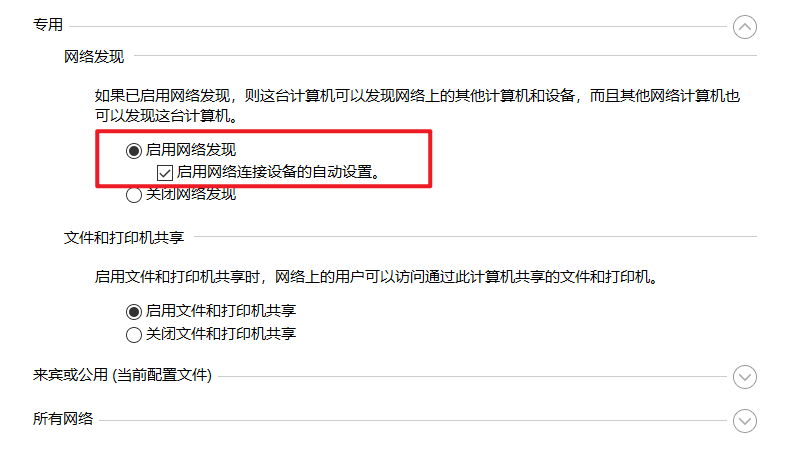 专用
网络发现
如果已启用网络发现，则这台计算机可以发现网络上的其他计算机和设备，而且其他网络计算机也
可以发现这台计算机。
启用网络发现
启用网络连接设备的自动设置。
关闭网络发现
文件和打印机共享
启用文件和打印机共享时，网络上的用户可以访问通过此计算机共享的文件和打印机。
启用文件和打印机共享
关闭文件和打印机共享
来宾或公用 (当前配置文件)
所有网络